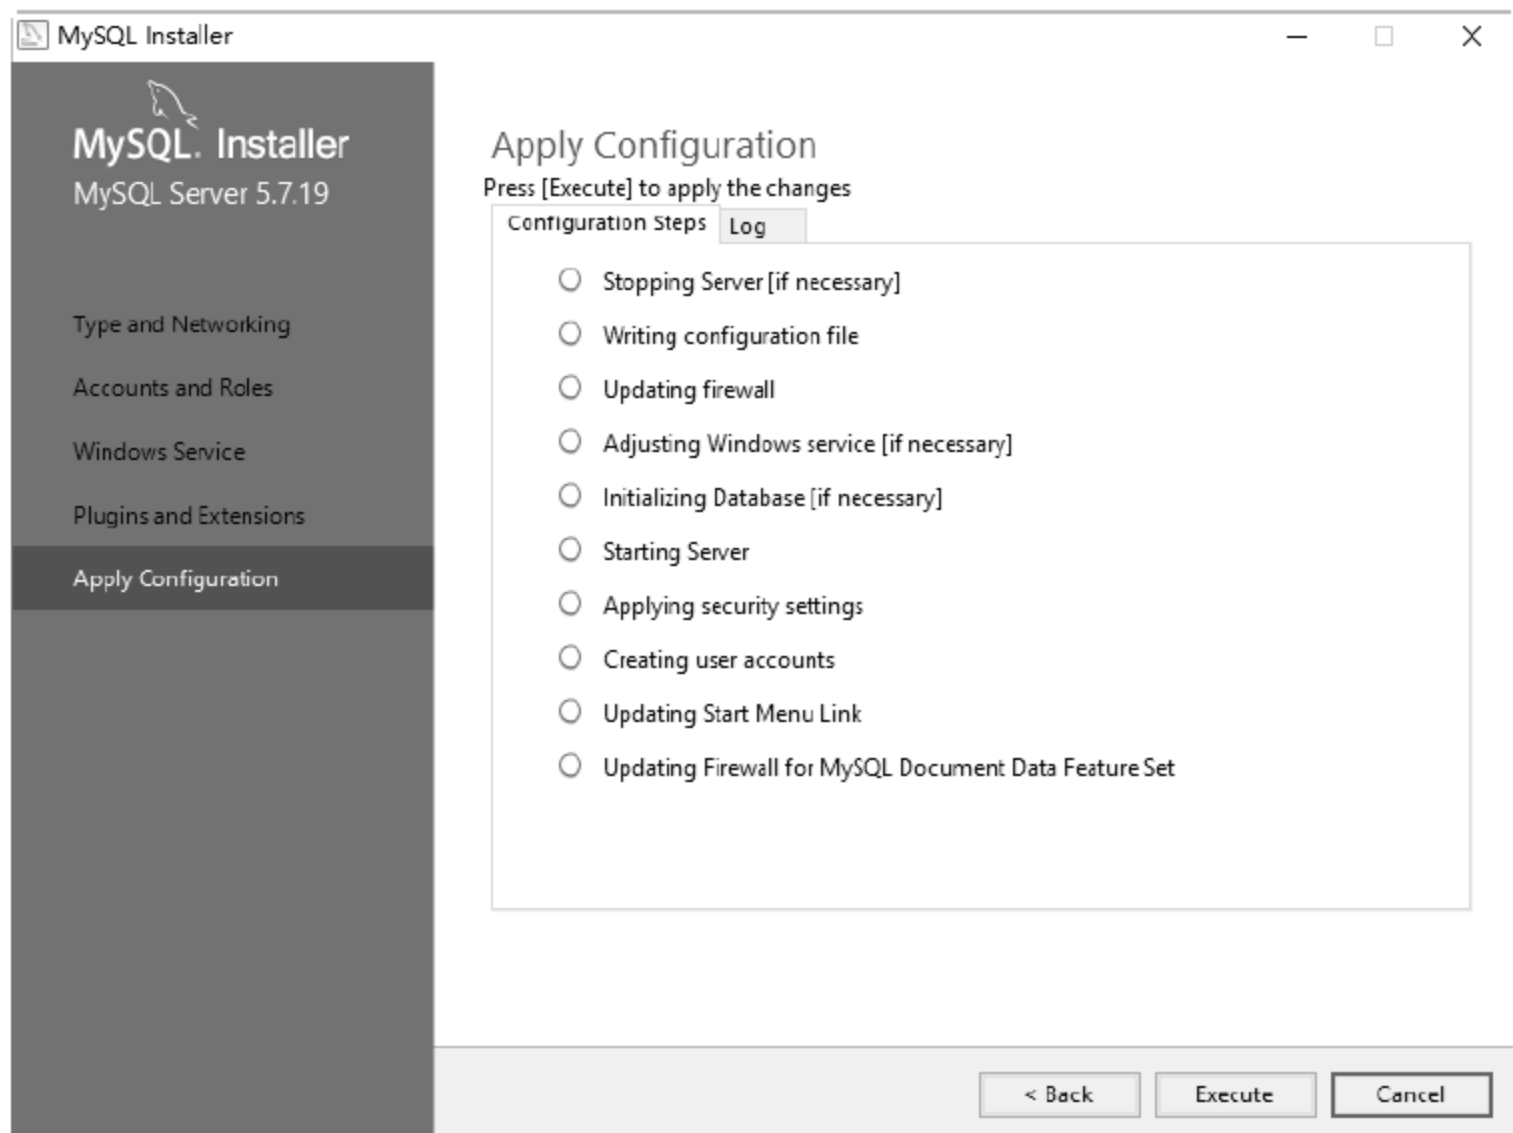 MySQL Installer
MySQL. Installer
MySQL Server 5.7.19
Type and Networking
Accounts and Roles
Windows Service
Plugins and Extensions
Apply Configuration
Apply Configuration
Press [Execute] to apply the changes
Configuration Steps Log
Stopping Server [if necessary]
Writing configuration file
Updating firewall
Adjusting Windows service [if necessary]
Initializing Database [if necessary]
Starting Server
Applying security settings
Creating user accounts
Updating Start Menu Link
Updating Firewall for MySQL Document Data Feature Set
< Back Execute Cancel